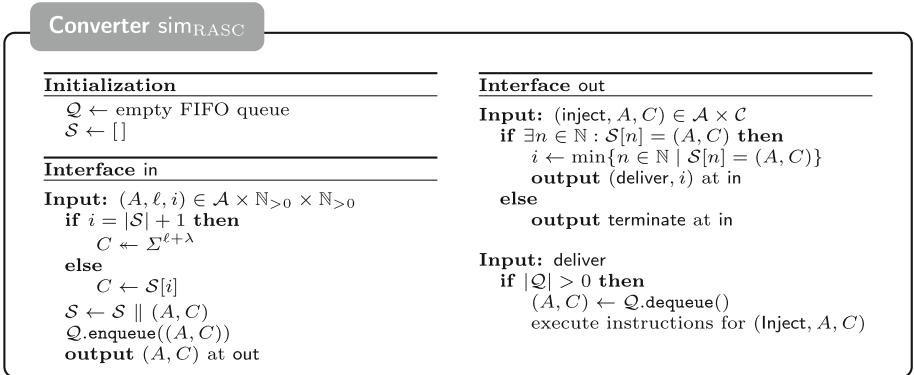 Converter sim_RASC
Initialization
𝒬 ← empty FIFO queue
𝒮 ← [ ]
Interface in
Input: (A, ℓ, i) ∈ 𝒜 × ℕ_{>0} × ℕ_{>0}
if i = |𝒮| + 1 then
C ↞ Σ^{ℓ+λ}
else
C ← 𝒮[i]
𝒮 ← 𝒮 ∥ (A, C)
𝒬.enqueue((A, C))
output (A, C) at out
Interface out
Input: (inject, A, C) ∈ 𝒜 × 𝒞
if ∃n ∈ ℕ : 𝒮[n] = (A, C) then
i ← min{n ∈ ℕ | 𝒮[n] = (A, C)}
output (deliver, i) at in
else
output terminate at in
Input: deliver
if |𝒬| > 0 then
(A, C) ← 𝒬.dequeue()
execute instructions for (Inject, A, C)